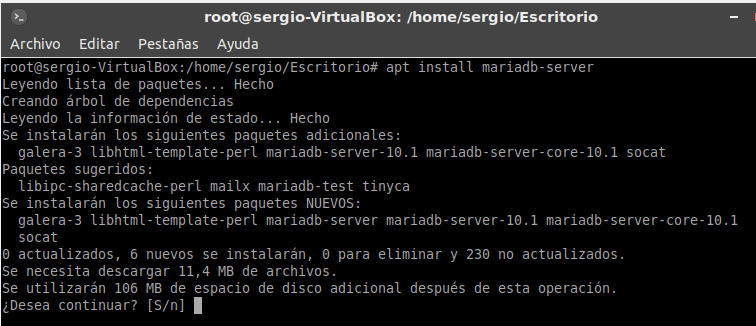 root@sergio-VirtualBox: /home/sergio/Escritorio
Archivo Editar Pestañas Ayuda
root@sergio-VirtualBox:/home/sergio/Escritorio# apt install mariadb-server
Leyendo lista de paquetes... Hecho
Creando árbol de dependencias
Leyendo la información de estado... Hecho
Se instalarán los siguientes paquetes adicionales:
  galera-3 libhtml-template-perl mariadb-server-10.1 mariadb-server-core-10.1 socat
Paquetes sugeridos:
  libipc-sharedcache-perl mailx mariadb-test tinyca
Se instalarán los siguientes paquetes NUEVOS:
  galera-3 libhtml-template-perl mariadb-server mariadb-server-10.1 mariadb-server-core-10.1
  socat
0 actualizados, 6 nuevos se instalarán, 0 para eliminar y 230 no actualizados.
Se necesita descargar 11,4 MB de archivos.
Se utilizarán 106 MB de espacio de disco adicional después de esta operación.
¿Desea continuar? [S/n]